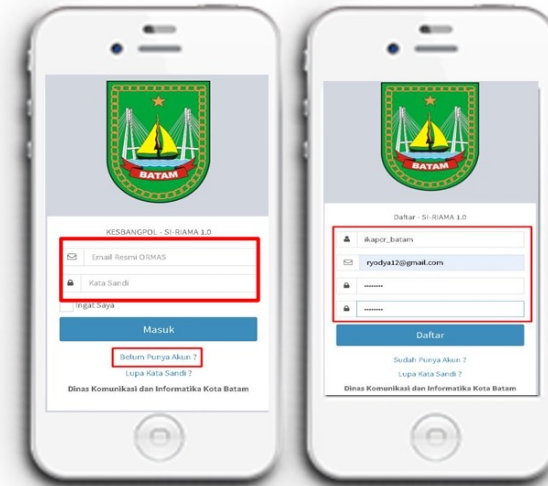 BATAM
KESBANGPOL - SI-RIAMA 1.0
Email Resmi ORMAS
Kata Sandi
Ingat Saya
Masuk
Belum Punya Akun ?
Lupa Kata Sandi ?
Dinas Komunikasi dan Informatika Kota Batam
BATAM
Daftar - SI-RIAMA 1.0
ikapcr_batam
ryodya12@gmail.com
Daftar
Sudah Punya Akun ?
Lupa Kata Sandi ?
Dinas Komunikasi dan Informatika Kota Batam